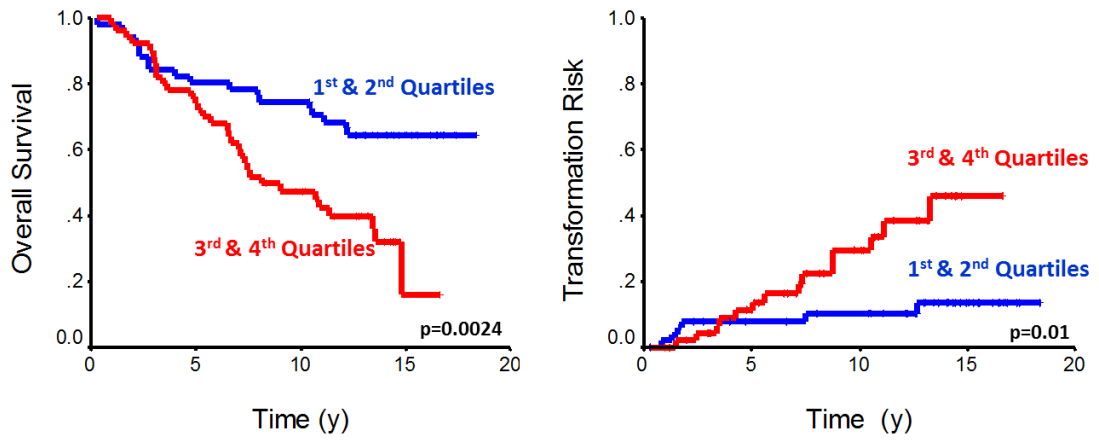 Overall Survival
1.0
.8
.6
.4
.2
0.0
1st & 2nd Quartiles
3rd & 4th Quartiles
p=0.0024
0
5
10
15
20
Time (y)
Transformation Risk
1.0
.8
.6
.4
.2
0.0
3rd & 4th Quartiles
1st & 2nd Quartiles
p=0.01
0
5
10
15
20
Time (y)